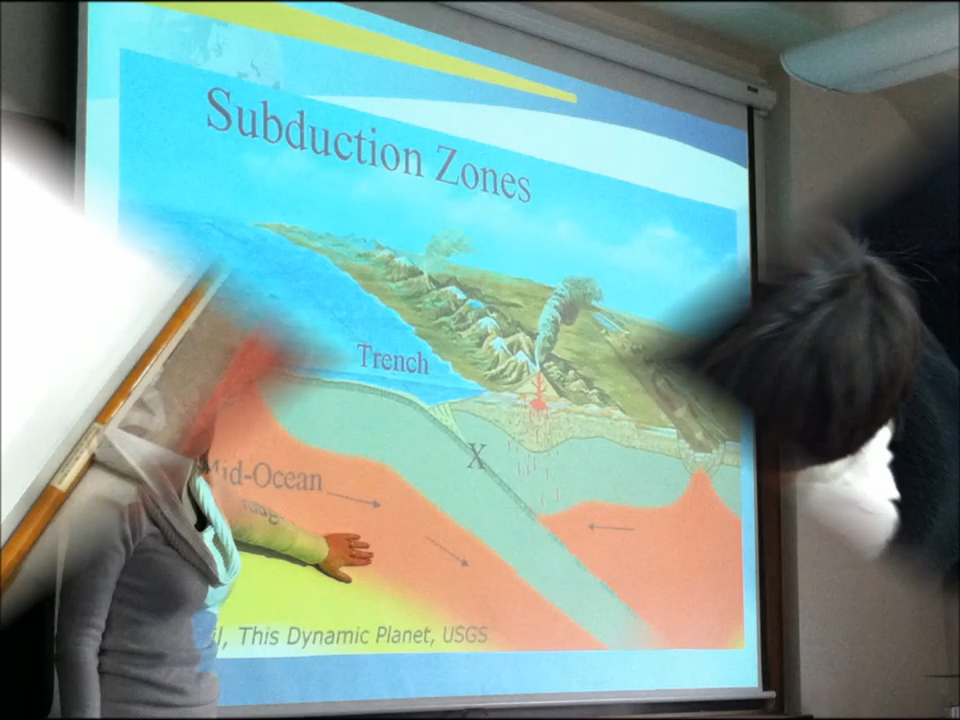 Subduction Zones
Trench
X
Mid-Ocean
This Dynamic Planet, USGS